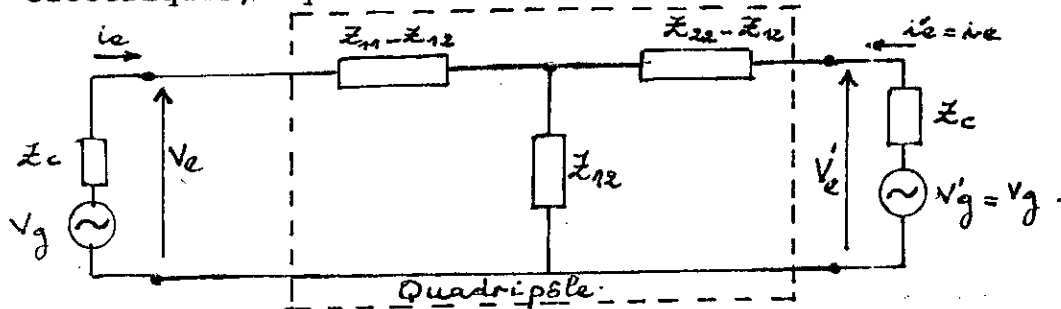 ie Z11-Z12 Z22-Z12 i'e=ie
Zc Ve Z12 V'e Zc
Vg V'g=Vg.
Quadripôle.